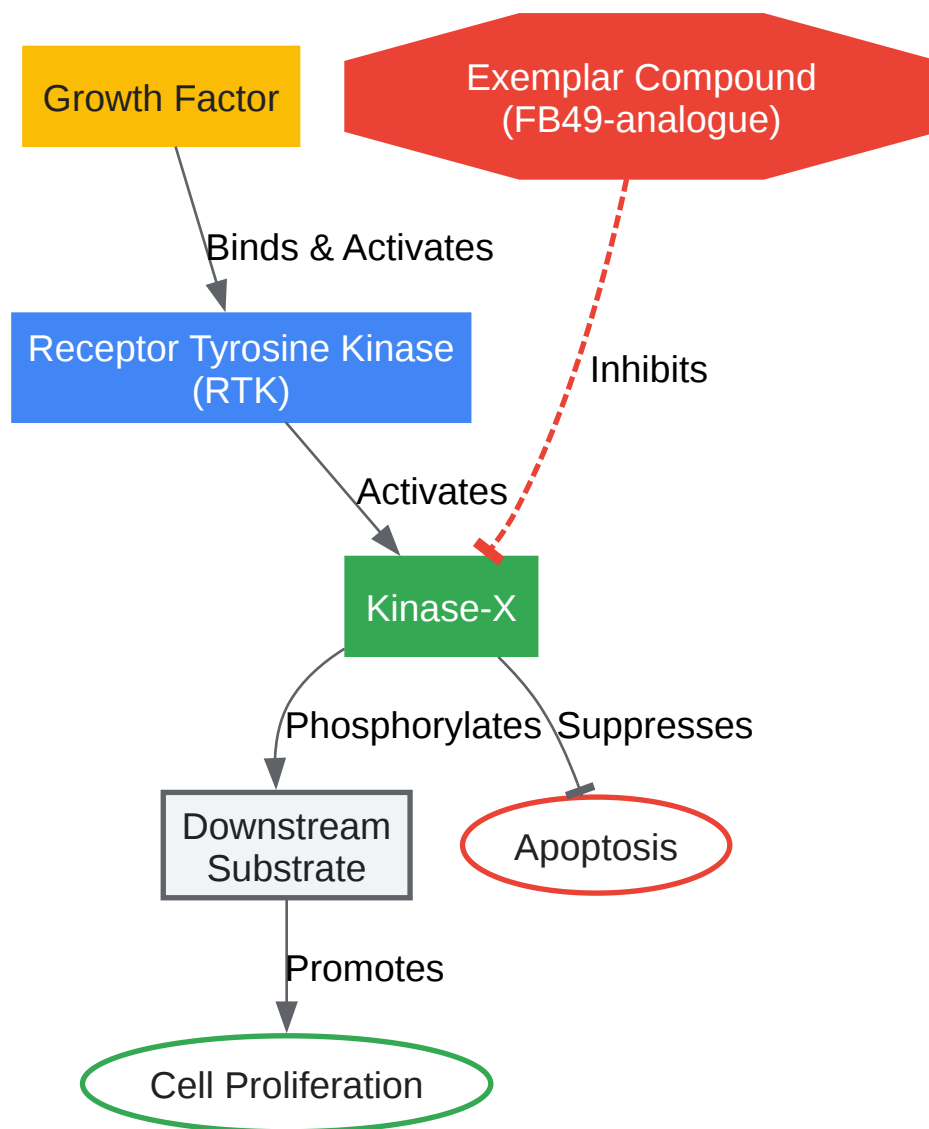 Growth Factor
Exemplar Compound
(FB49-analogue)
Binds & Activates
Receptor Tyrosine Kinase
(RTK)
Inhibits
Activates
Kinase-X
Phosphorylates
Suppresses
Downstream
Substrate
Apoptosis
Promotes
Cell Proliferation